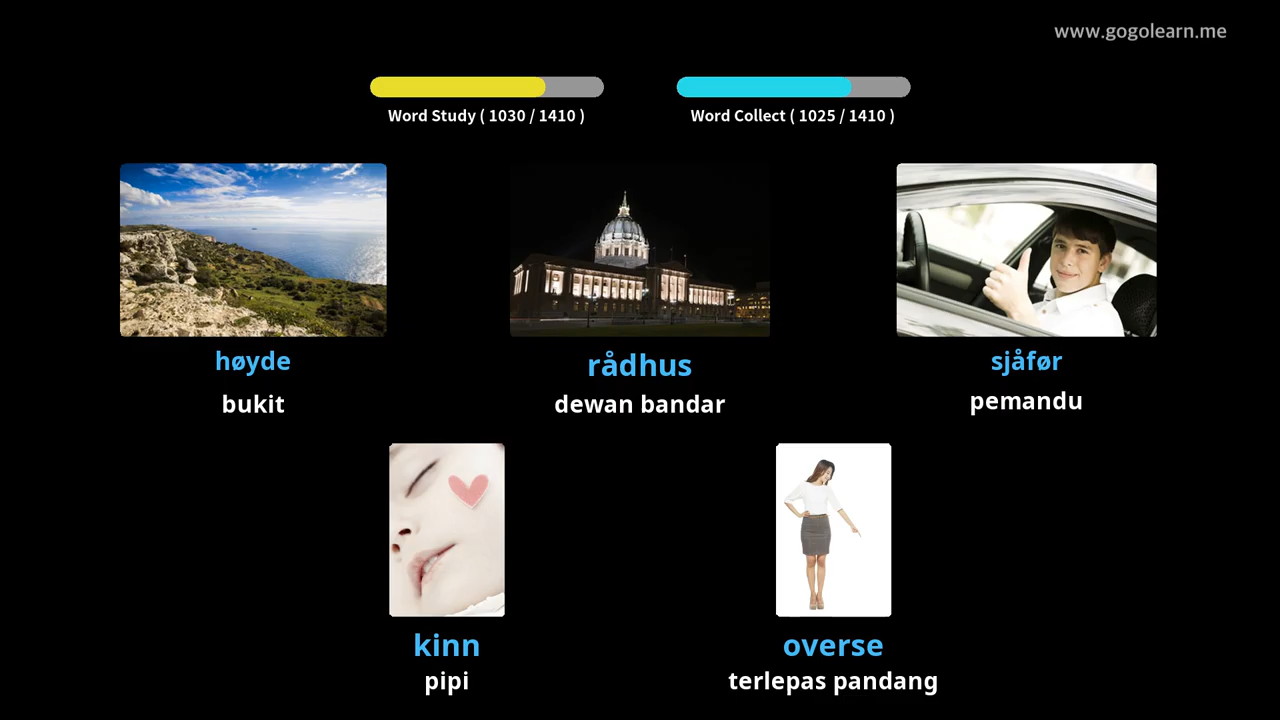 www.gogolearn.me
Word Study ( 1030 / 1410 )
Word Collect ( 1025 / 1410 )
høyde
bukit
rådhus
dewan bandar
sjåfør
pemandu
kinn
pipi
overse
terlepas pandang